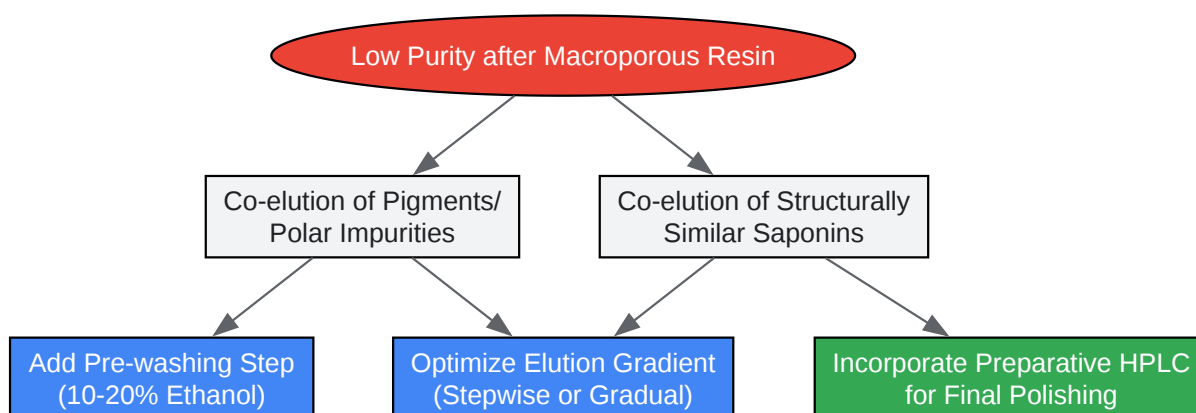 Low Purity after Macroporous Resin
Co-elution of Pigments/
Polar Impurities
Co-elution of Structurally
Similar Saponins
Add Pre-washing Step
(10-20% Ethanol)
Optimize Elution Gradient
(Stepwise or Gradual)
Incorporate Preparative HPLC
for Final Polishing